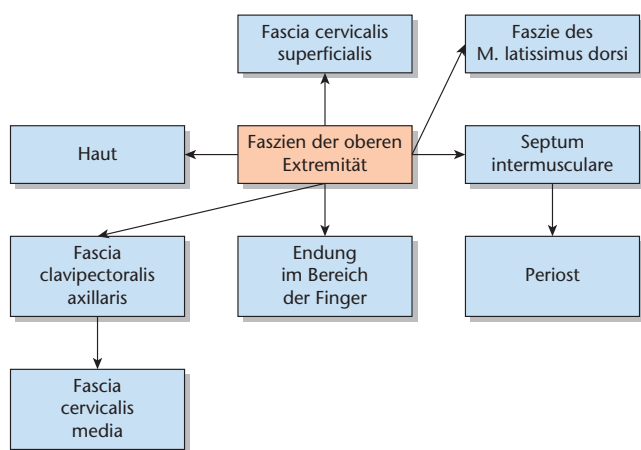 Fascia cervicalis
superficialis
Faszie des
M. latissimus dorsi
Haut
Faszien der oberen
Extremität
Septum
intermusculare
Fascia
clavipectoralis
axillaris
Endung
im Bereich
der Finger
Periost
Fascia
cervicalis
media